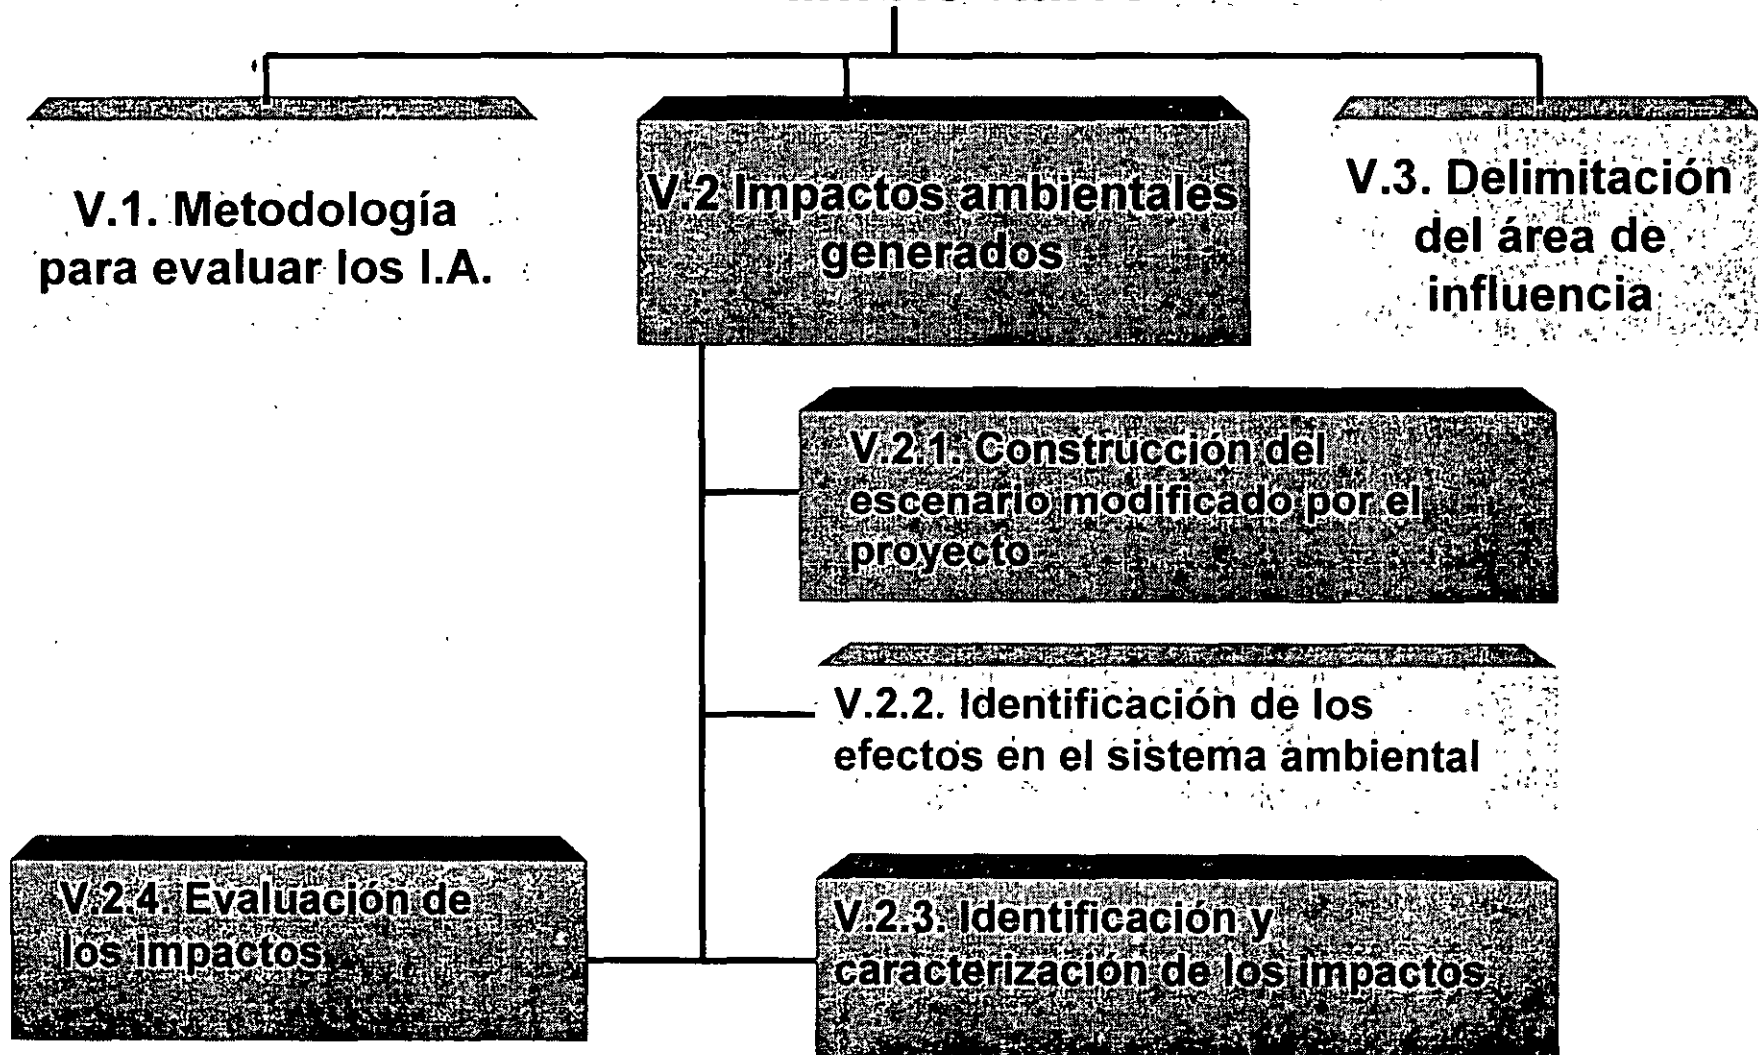 V.1. Metodología
para evaluar los I.A.
V.2 Impactos ambientales
generados
V.3. Delimitación
del área de
influencia
V.2.1. Construcción del
escenario modificado por el
proyecto
V.2.2. Identificación de los
efectos en el sistema ambiental
V.2.3. Identificación y
caracterización de los impactos
V.2.4. Evaluación de
los impactos